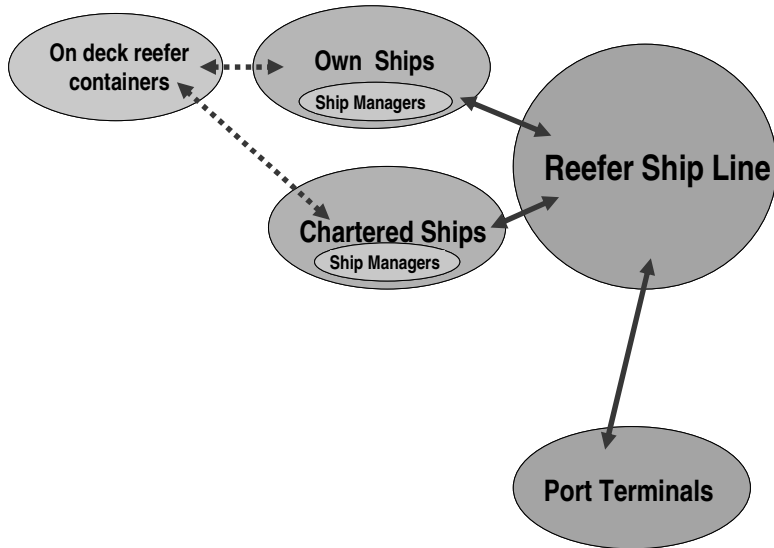 On deck reefer
containers
Own Ships
Ship Managers
Reefer Ship Line
Chartered Ships
Ship Managers
Port Terminals